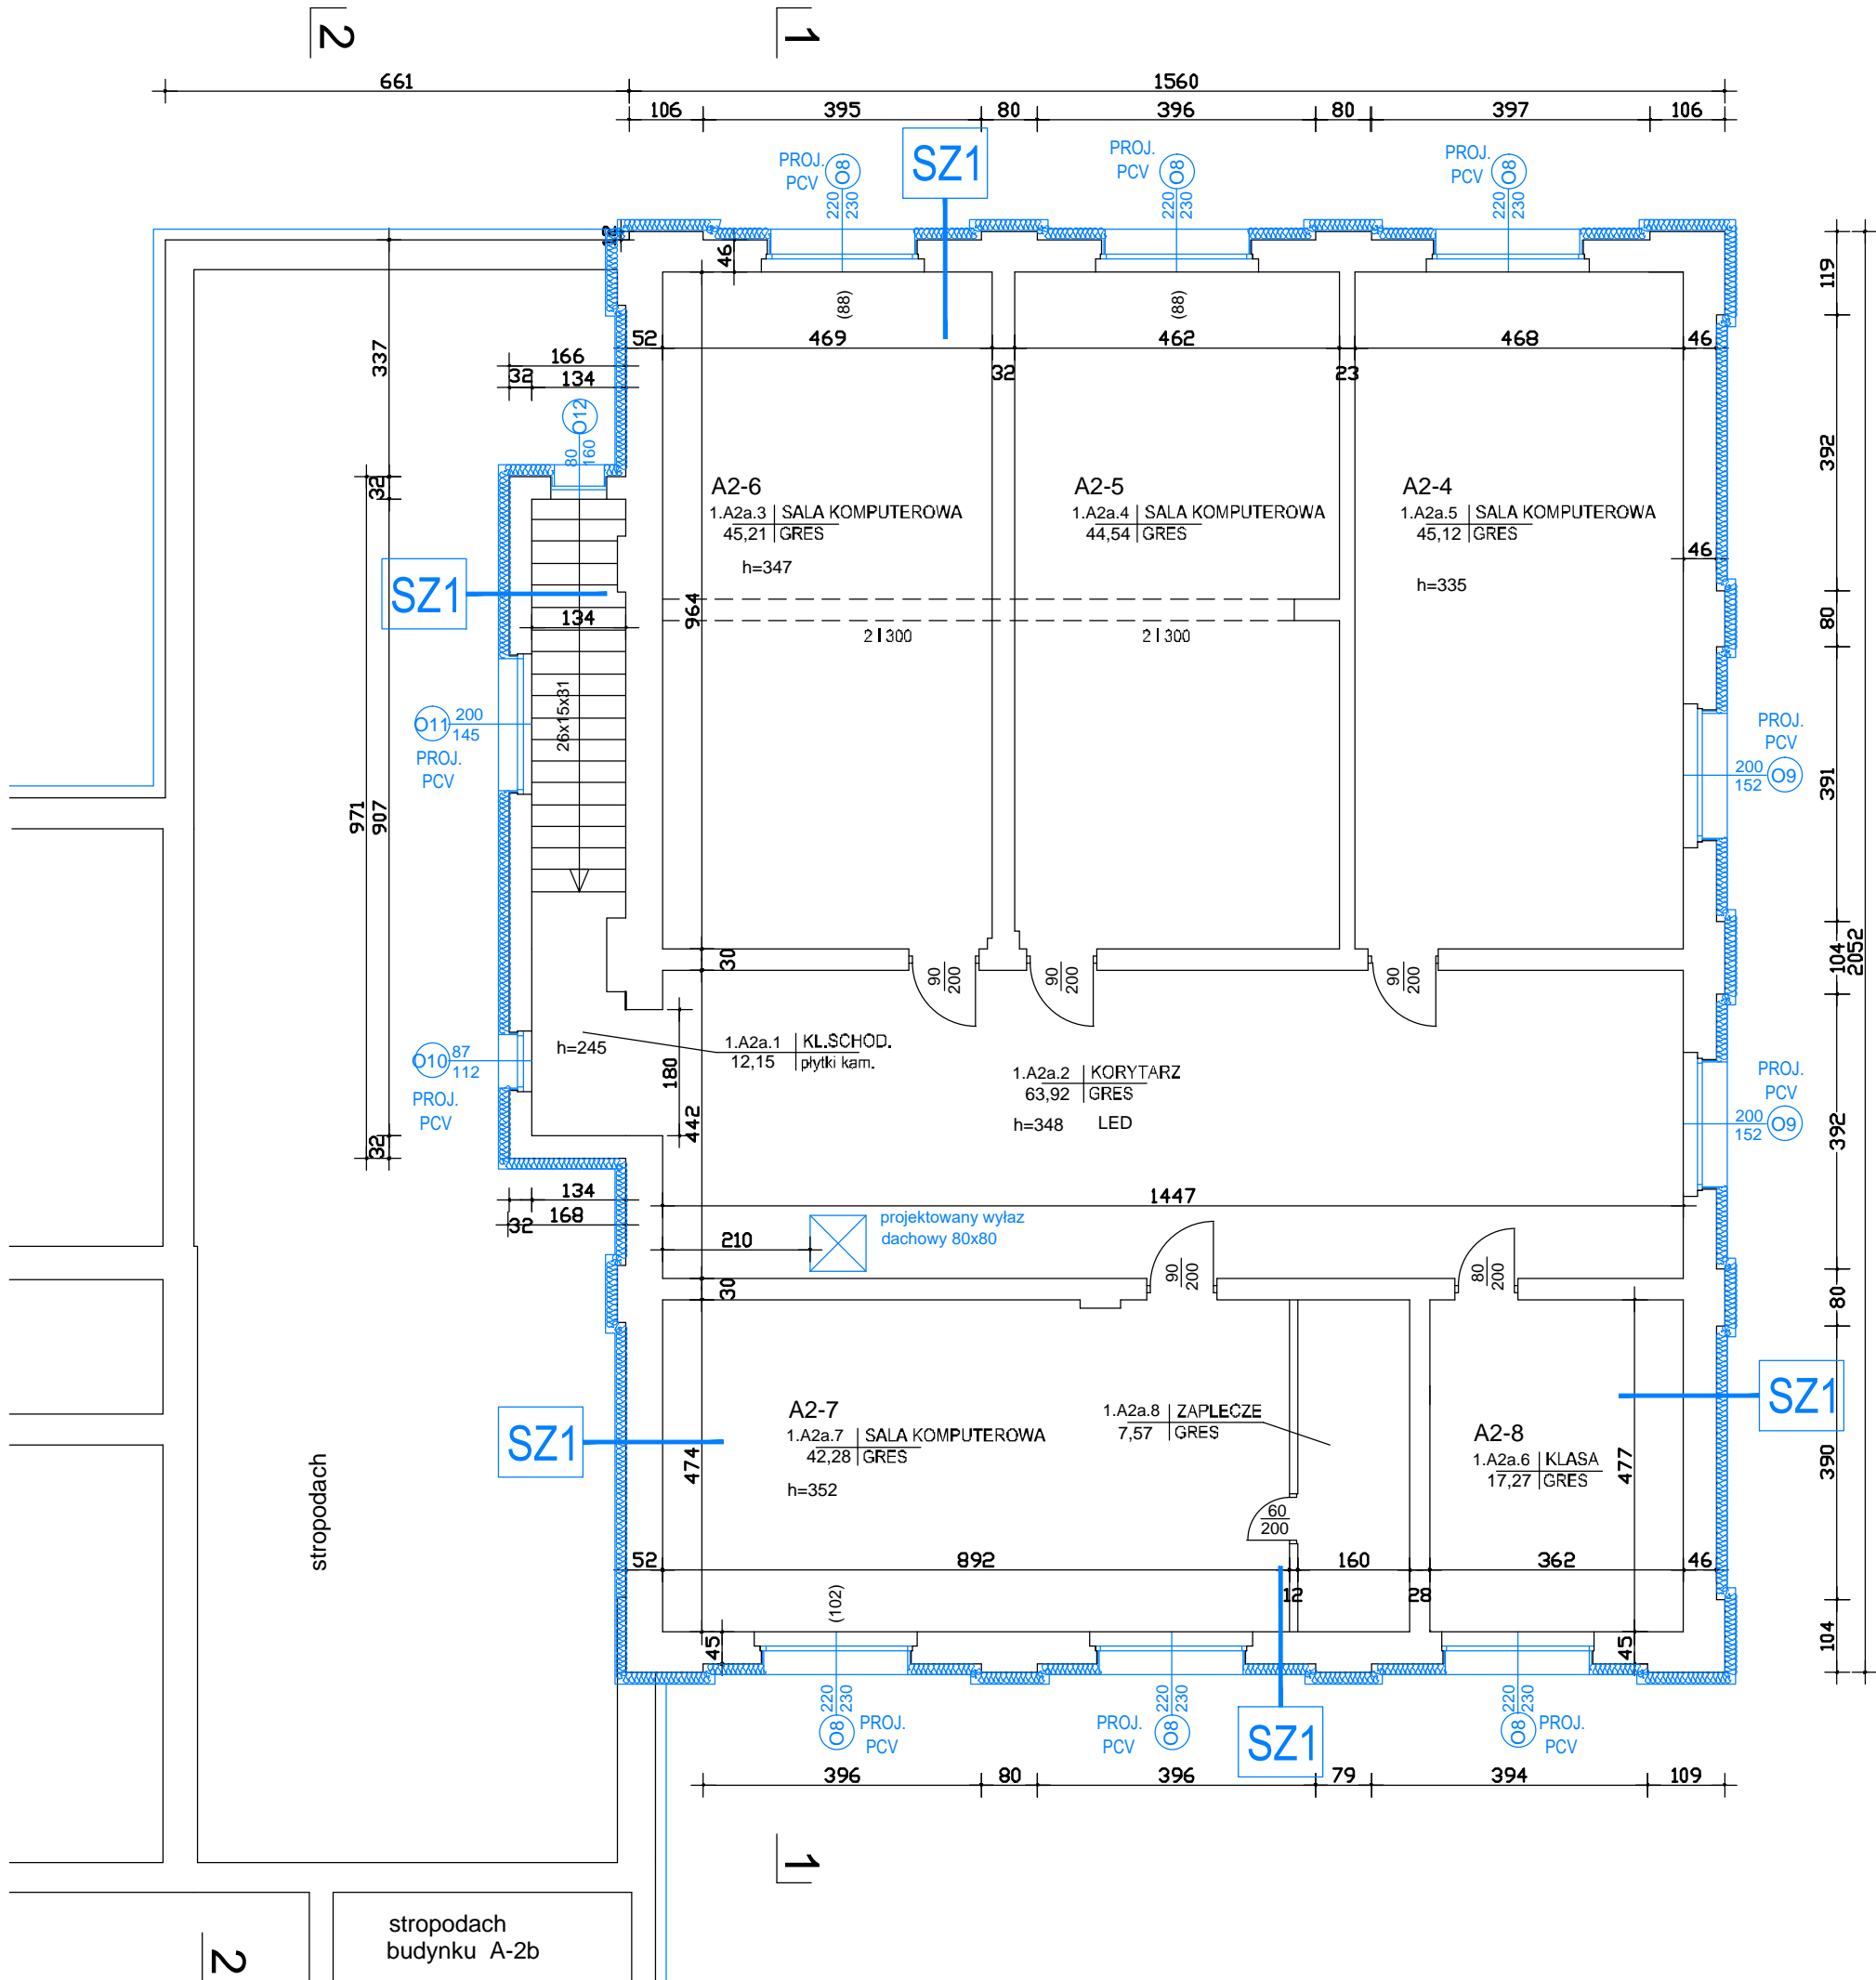 2
1
661
1560
106
395
80
396
80
397
106
PROJ.
PCV
O8
220
230
SZ1
PROJ.
PCV
O8
220
230
PROJ.
PCV
O8
220
230
12
46
119
(88)
(88)
337
52
469
32
462
23
468
46
166
32
134
392
O12
80
160
32
A2-6
1.A2a.3 | SALA KOMPUTEROWA
45,21 | GRES
h=347
A2-5
1.A2a.4 | SALA KOMPUTEROWA
44,54 | GRES
A2-4
1.A2a.5 | SALA KOMPUTEROWA
45,12 | GRES
h=335
46
SZ1
134
964
2 I 300
2 I 300
80
26x15x31
O11
200
145
PROJ.
PCV
PROJ.
PCV
200
152
O9
391
971
907
30
90
200
90
200
90
200
104
2052
h=245
1.A2a.1 | KL.SCHOD.
12,15 | płytki kam.
O10
87
112
PROJ.
PCV
180
442
1.A2a.2 | KORYTARZ
63,92 | GRES
h=348 LED
PROJ.
PCV
200
152
O9
392
32
134
32
168
1447
210
projektowany wyłaz
dachowy 80x80
30
90
200
80
200
80
A2-7
1.A2a.7 | SALA KOMPUTEROWA
42,28 | GRES
h=352
1.A2a.8 | ZAPLECZE
7,57 | GRES
A2-8
1.A2a.6 | KLASA
17,27 | GRES
SZ1
SZ1
474
477
390
stropodach
60
200
52
892
12
160
28
362
46
(102)
45
45
104
220
230
O8
PROJ.
PCV
PROJ.
PCV
220
230
O8
SZ1
220
230
O8
PROJ.
PCV
396
80
396
79
394
109
1
stropodach
budynku A-2b
2